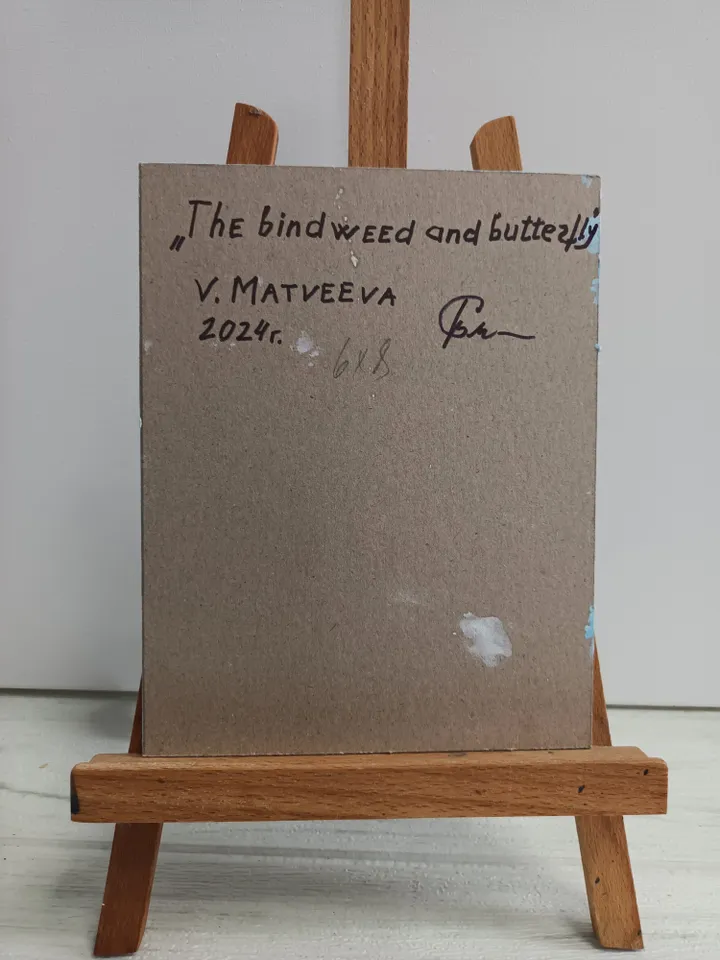 „The bindweed and butterfly"
V. MATVEEVA
2024г.
6x8